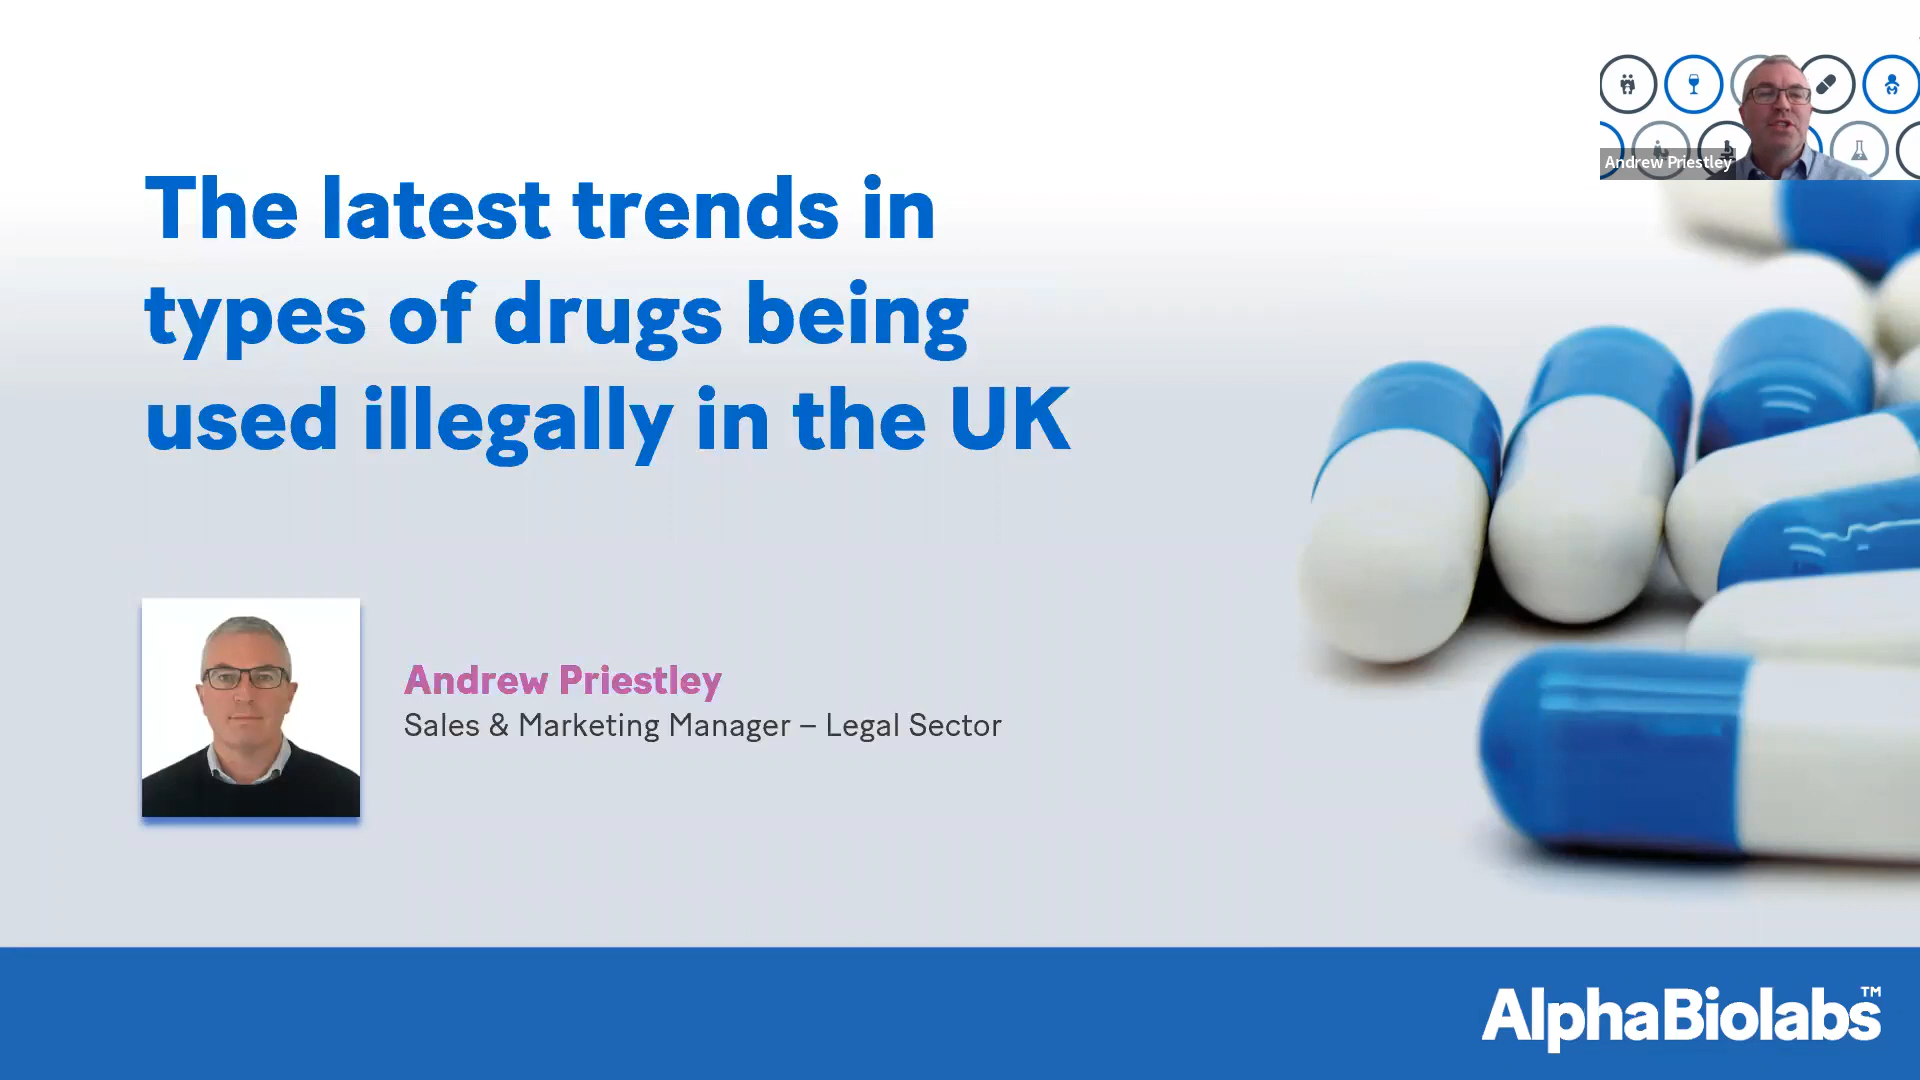 Andrew Priestley
The latest trends in
types of drugs being
used illegally in the UK
Andrew Priestley
Sales & Marketing Manager – Legal Sector
AlphaBiolabs™